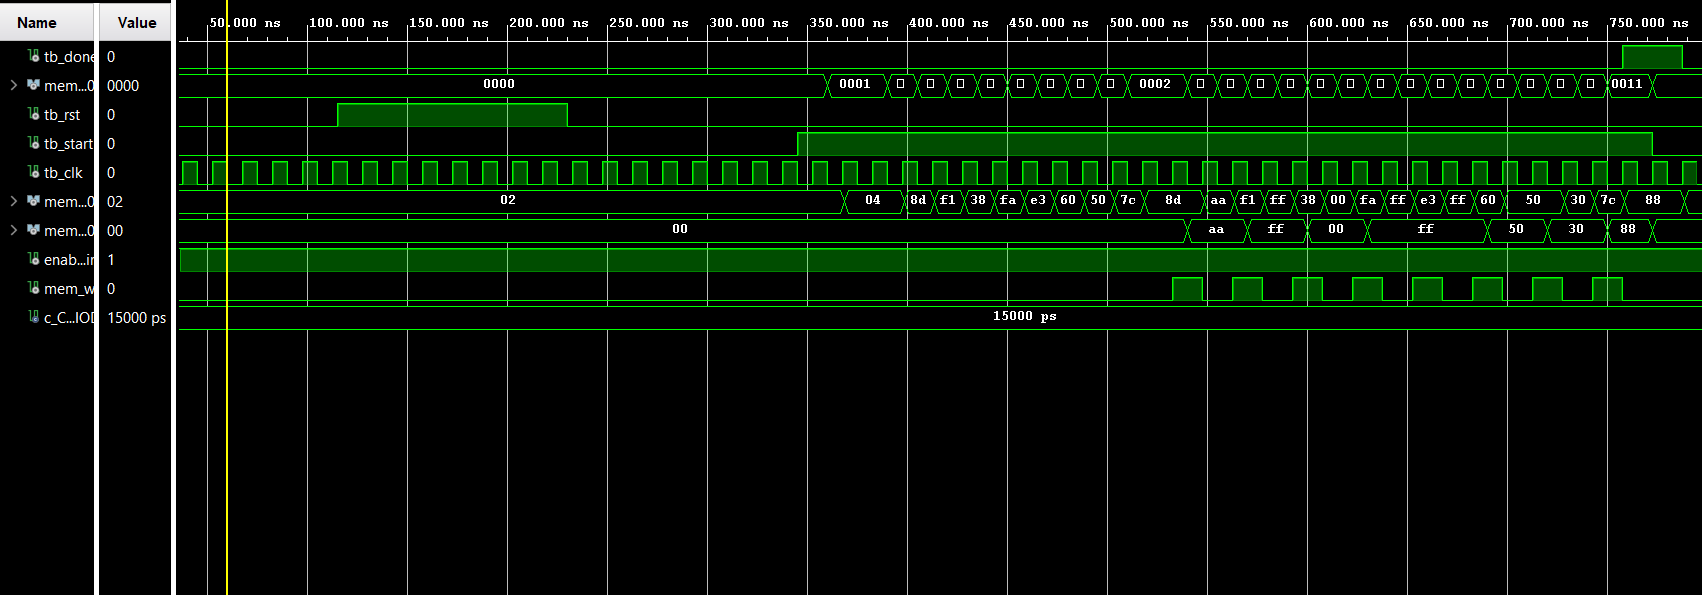 Name Value 50.000 ns 100.000 ns 150.000 ns 200.000 ns 250.000 ns 300.000 ns 350.000 ns 400.000 ns 450.000 ns 500.000 ns 550.000 ns 600.000 ns 650.000 ns 700.000 ns 750.000 ns
tb_done 0
mem...0 0000 0000 0001 0002 0011
tb_rst 0
tb_start 0
tb_clk 0
mem...0 02 02 04 8d f1 38 fa e3 60 50 7c 8d aa f1 ff 38 00 fa ff e3 ff 60 50 30 7c 88
mem...0 00 00 aa ff 00 ff 50 30 88
enab...ir 1
mem_w 0
c_C...IOD 15000 ps 15000 ps